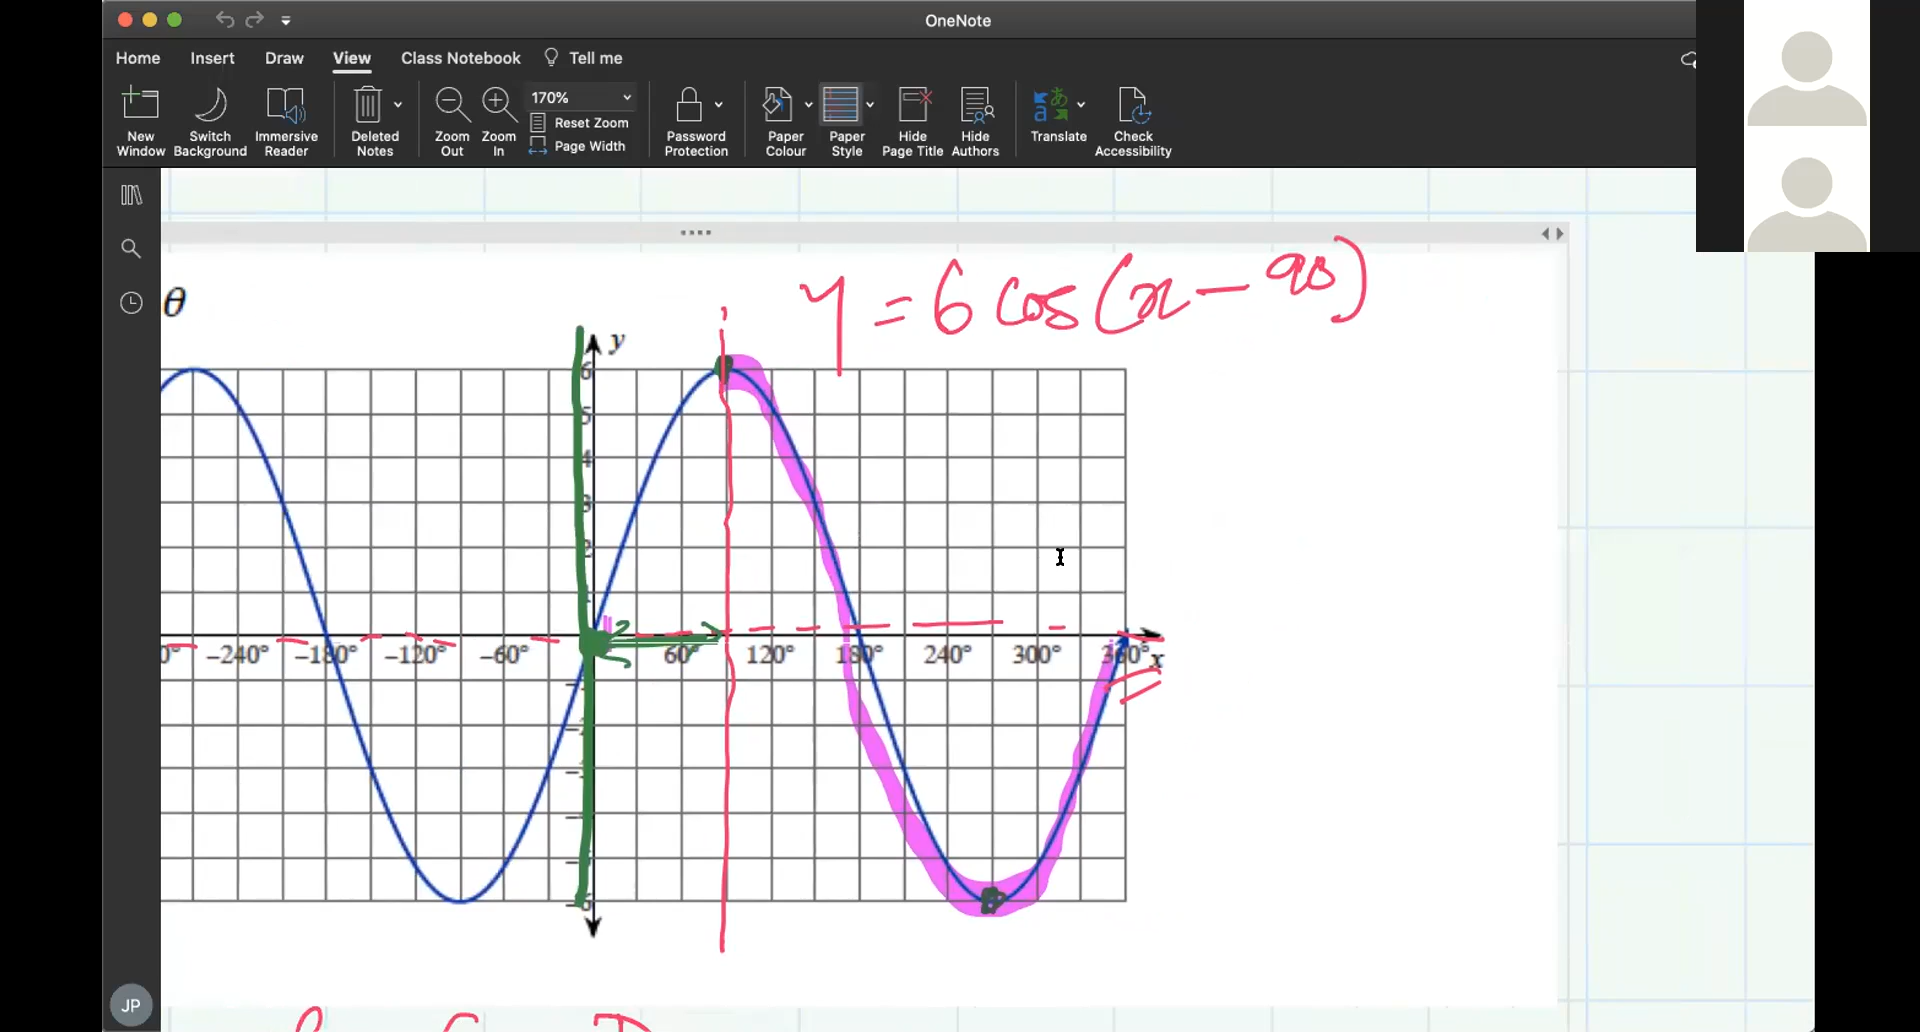 OneNote
Home Insert Draw View Class Notebook Tell me
170%
Reset Zoom
Page Width
New Window
Switch Background
Immersive Reader
Deleted Notes
Zoom Out
Zoom In
Password Protection
Paper Colour
Paper Style
Hide Page Title
Hide Authors
Translate
Check Accessibility
y = 6 cos(x - 90)
θ
y
6
5
4
3
2
-240° -180° -120° -60° 60° 120° 180° 240° 300° 360° x
JP